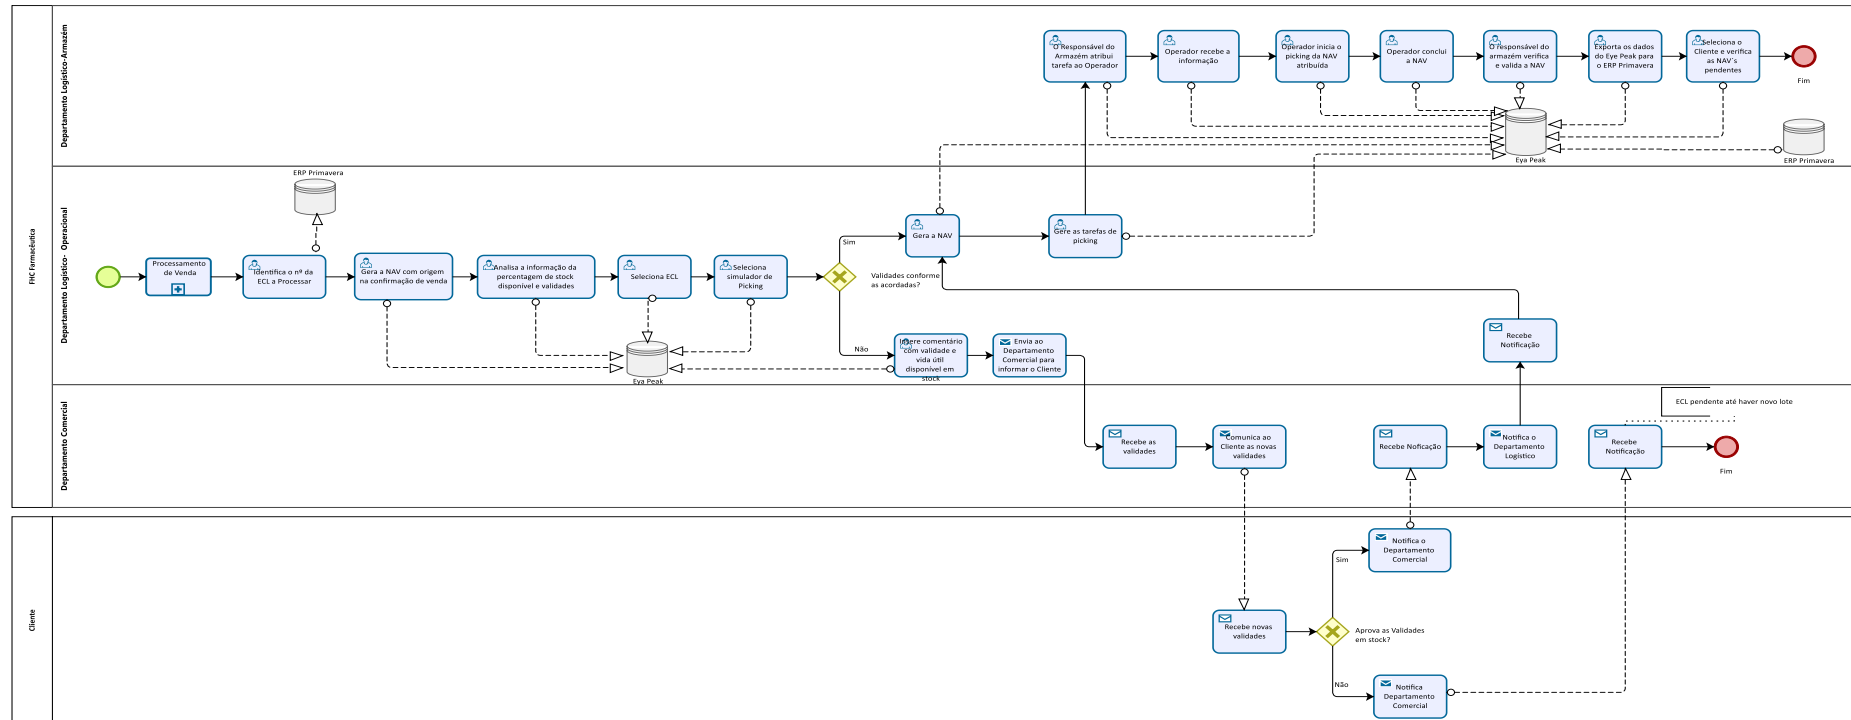 FHC Farmacêutica
Departamento Logístico-Armazém
O Responsável do
Armazém atribui
tarefa ao Operador
Operador recebe a
informação
Operador inicia o
picking da NAV
atribuída
Operador conclui
a NAV
O responsável do
armazém verifica
e valida a NAV
Exporta os dados
do Eye Peak para
o ERP Primavera
Seleciona o
Cliente e verifica
as NAV´s
pendentes
Fim
Eya Peak
ERP Primavera
Departamento Logístico- Operacional
ERP Primavera
Processamento
de Venda
Identifica o nº da
ECL a Processar
Gera a NAV com origem
na confirmação de venda
Analisa a informação da
percentagem de stock
disponível e validades
Seleciona ECL
Seleciona
simulador de
Picking
Sim
Validades conforme
as acordadas?
Não
Gera a NAV
Gere as tarefas de
picking
Insere comentário
com validade e
vida útil
disponível em
stock
Envia ao
Departamento
Comercial para
informar o Cliente
Recebe
Notificação
Eya Peak
Departamento Comercial
Recebe as
validades
Comunica ao
Cliente as novas
validades
Recebe Noficação
Notifica o
Departamento
Logístico
Recebe
Notificação
ECL pendente até haver novo lote
Fim
Cliente
Recebe novas
validades
Aprova as Validades
em stock?
Sim
Notifica o
Departamento
Comercial
Não
Notifica
Departamento
Comercial